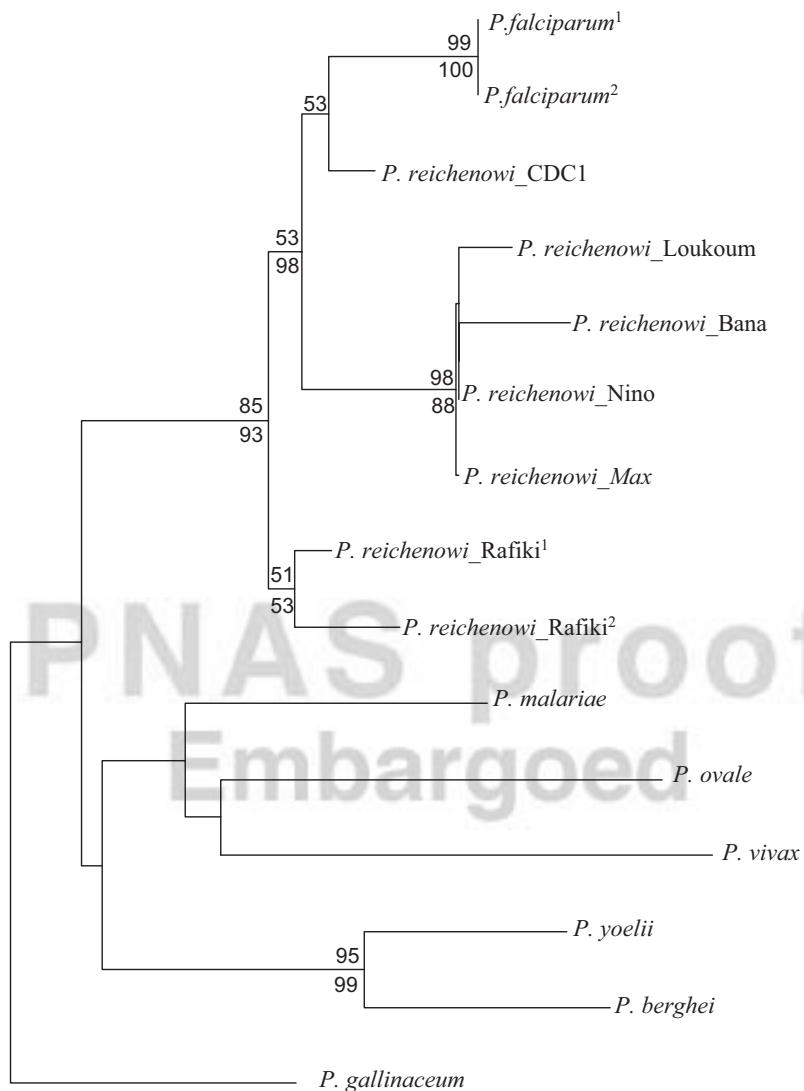 P.falciparum¹
99
100
P.falciparum²
53
P. reichenowi_CDC1
53
98
P. reichenowi_Loukoum
P. reichenowi_Bana
98
88
P. reichenowi_Nino
85
93
P. reichenowi_Max
P. reichenowi_Rafiki¹
51
53
P. reichenowi_Rafiki²
PNAS proof
P. malariae
Embargoed
P. ovale
P. vivax
P. yoelii
95
99
P. berghei
P. gallinaceum